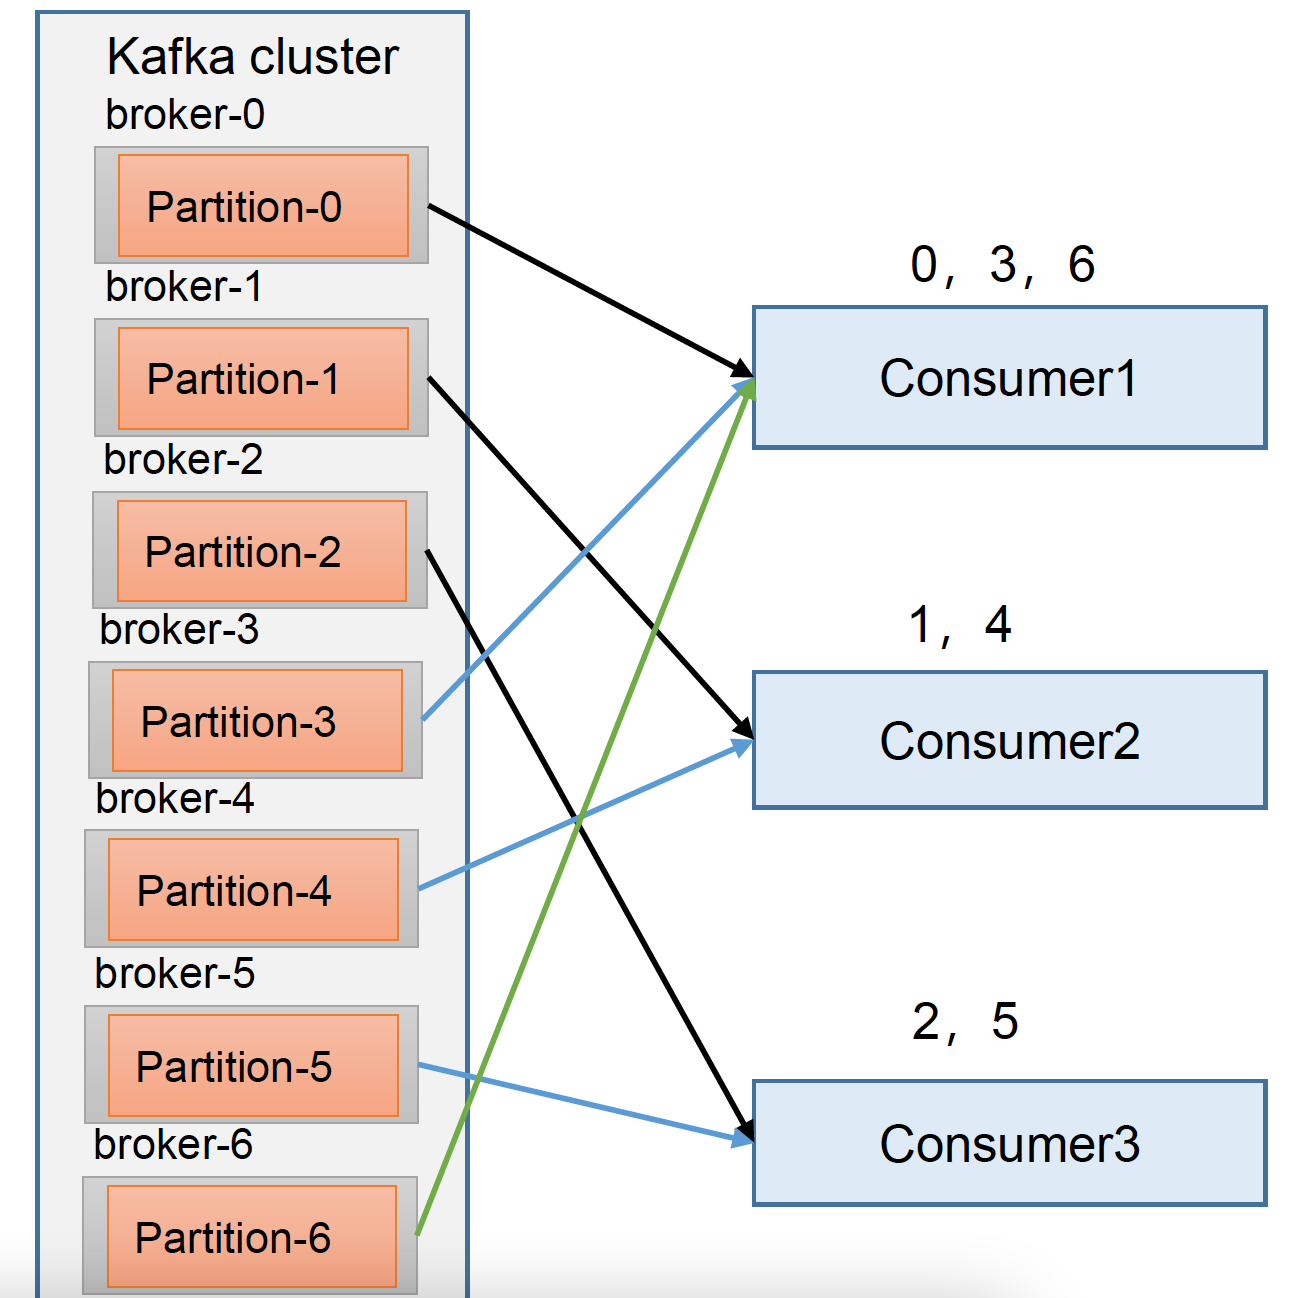 Kafka cluster
broker-0
Partition-0
broker-1
Partition-1
broker-2
Partition-2
broker-3
Partition-3
broker-4
Partition-4
broker-5
Partition-5
broker-6
Partition-6
0, 3, 6
Consumer1
1, 4
Consumer2
2, 5
Consumer3